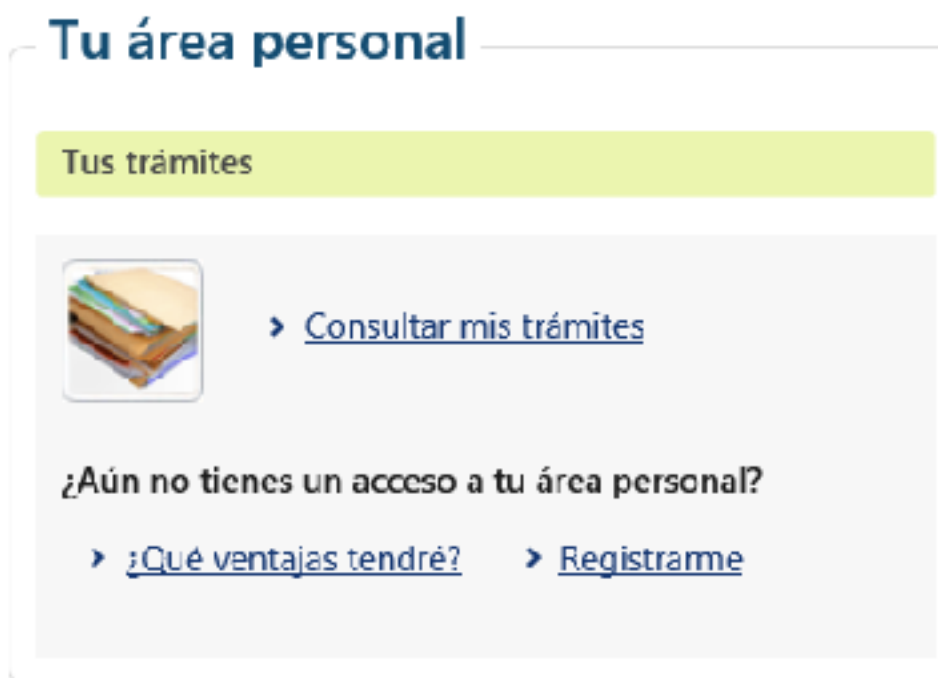 Tu área personal
Tus trámites
Consultar mis trámites
¿Aún no tienes un acceso a tu área personal?
¿Qué ventajas tendré? Registrarme